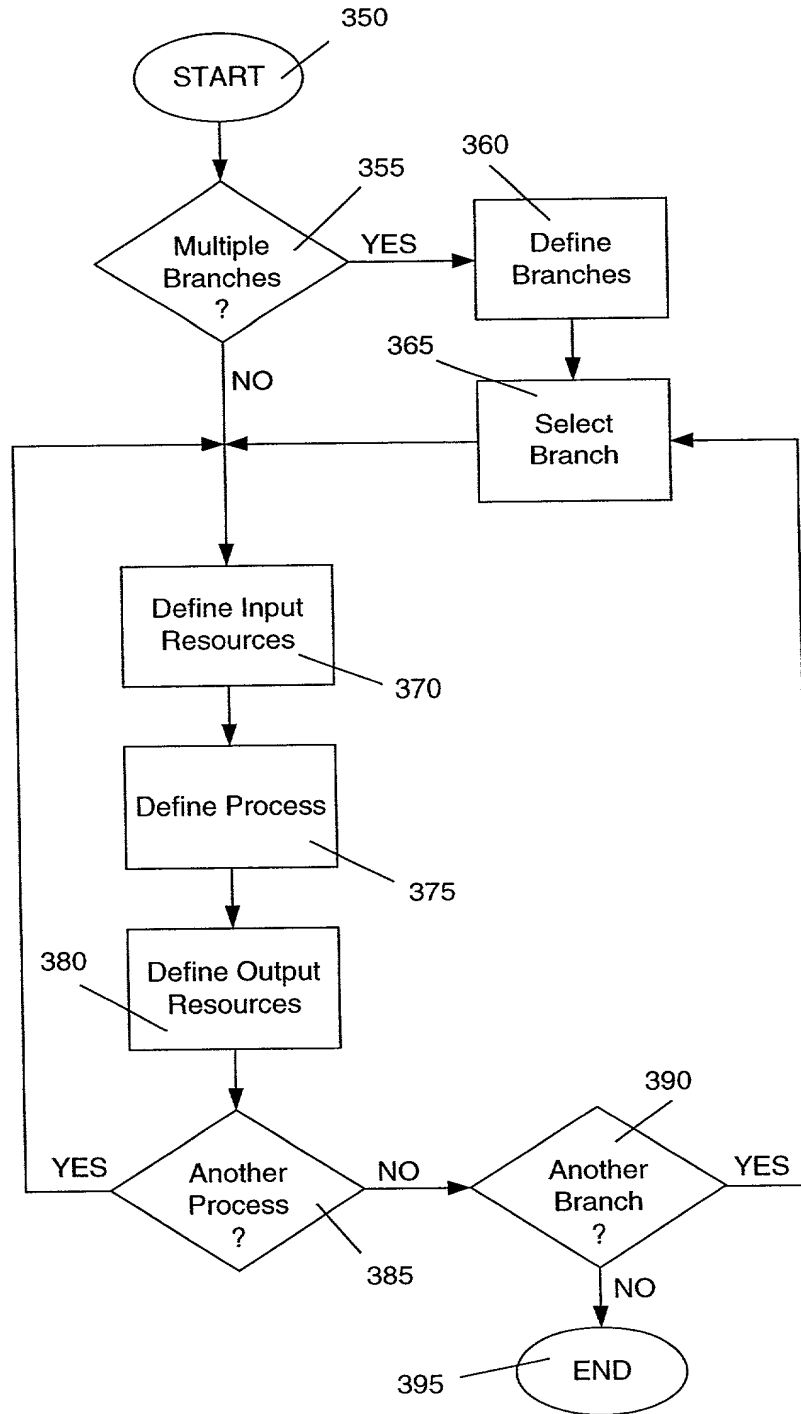 350
START
355
360
Multiple
Branches
?
YES
Define
Branches
365
NO
Select
Branch
Define Input
Resources
370
Define Process
375
380
Define Output
Resources
390
YES
Another
Process
?
NO
385
Another
Branch
?
YES
NO
395
END